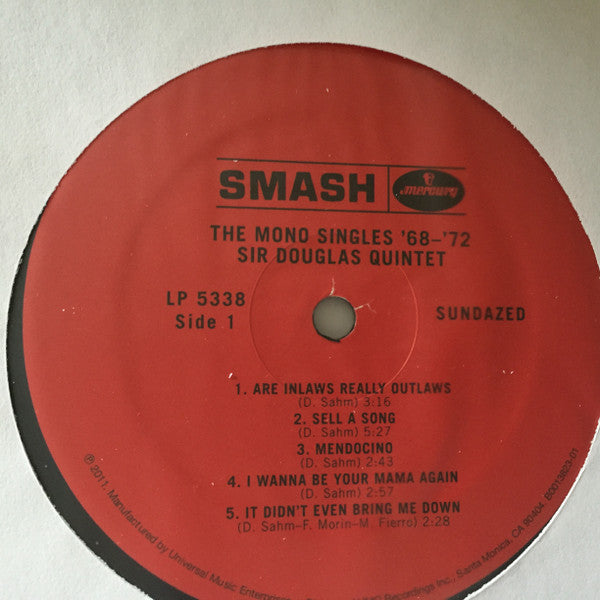 SMASH
mercury
THE MONO SINGLES '68–'72
SIR DOUGLAS QUINTET
LP 5338
Side 1
SUNDAZED
1. ARE INLAWS REALLY OUTLAWS
(D. Sahm) 3:16
2. SELL A SONG
(D. Sahm) 5:27
3. MENDOCINO
(D. Sahm) 2:43
4. I WANNA BE YOUR MAMA AGAIN
(D. Sahm) 2:57
5. IT DIDN'T EVEN BRING ME DOWN
(D. Sahm–F. Morin–M. Fierro) 2:28
℗ 2011, Manufactured by Universal Music Enterprises Recordings Inc., Santa Monica, CA 90404. B0013823-01